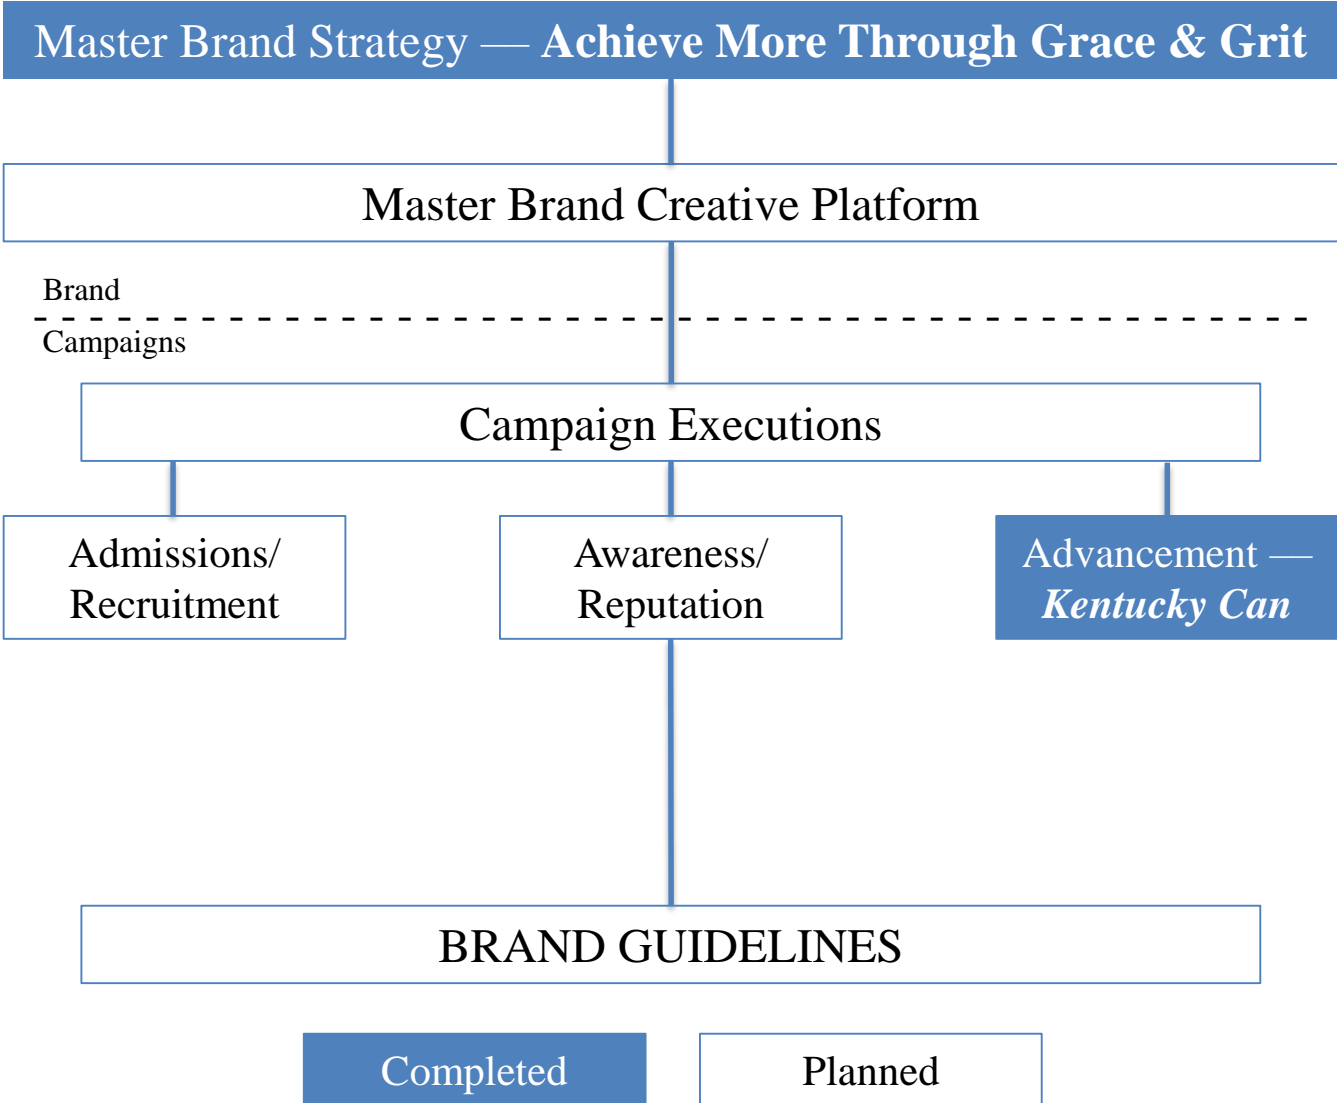 Master Brand Strategy — Achieve More Through Grace & Grit
Master Brand Creative Platform
Brand
Campaigns
Campaign Executions
Admissions/
Recruitment
Awareness/
Reputation
Advancement —
Kentucky Can
BRAND GUIDELINES
Completed
Planned